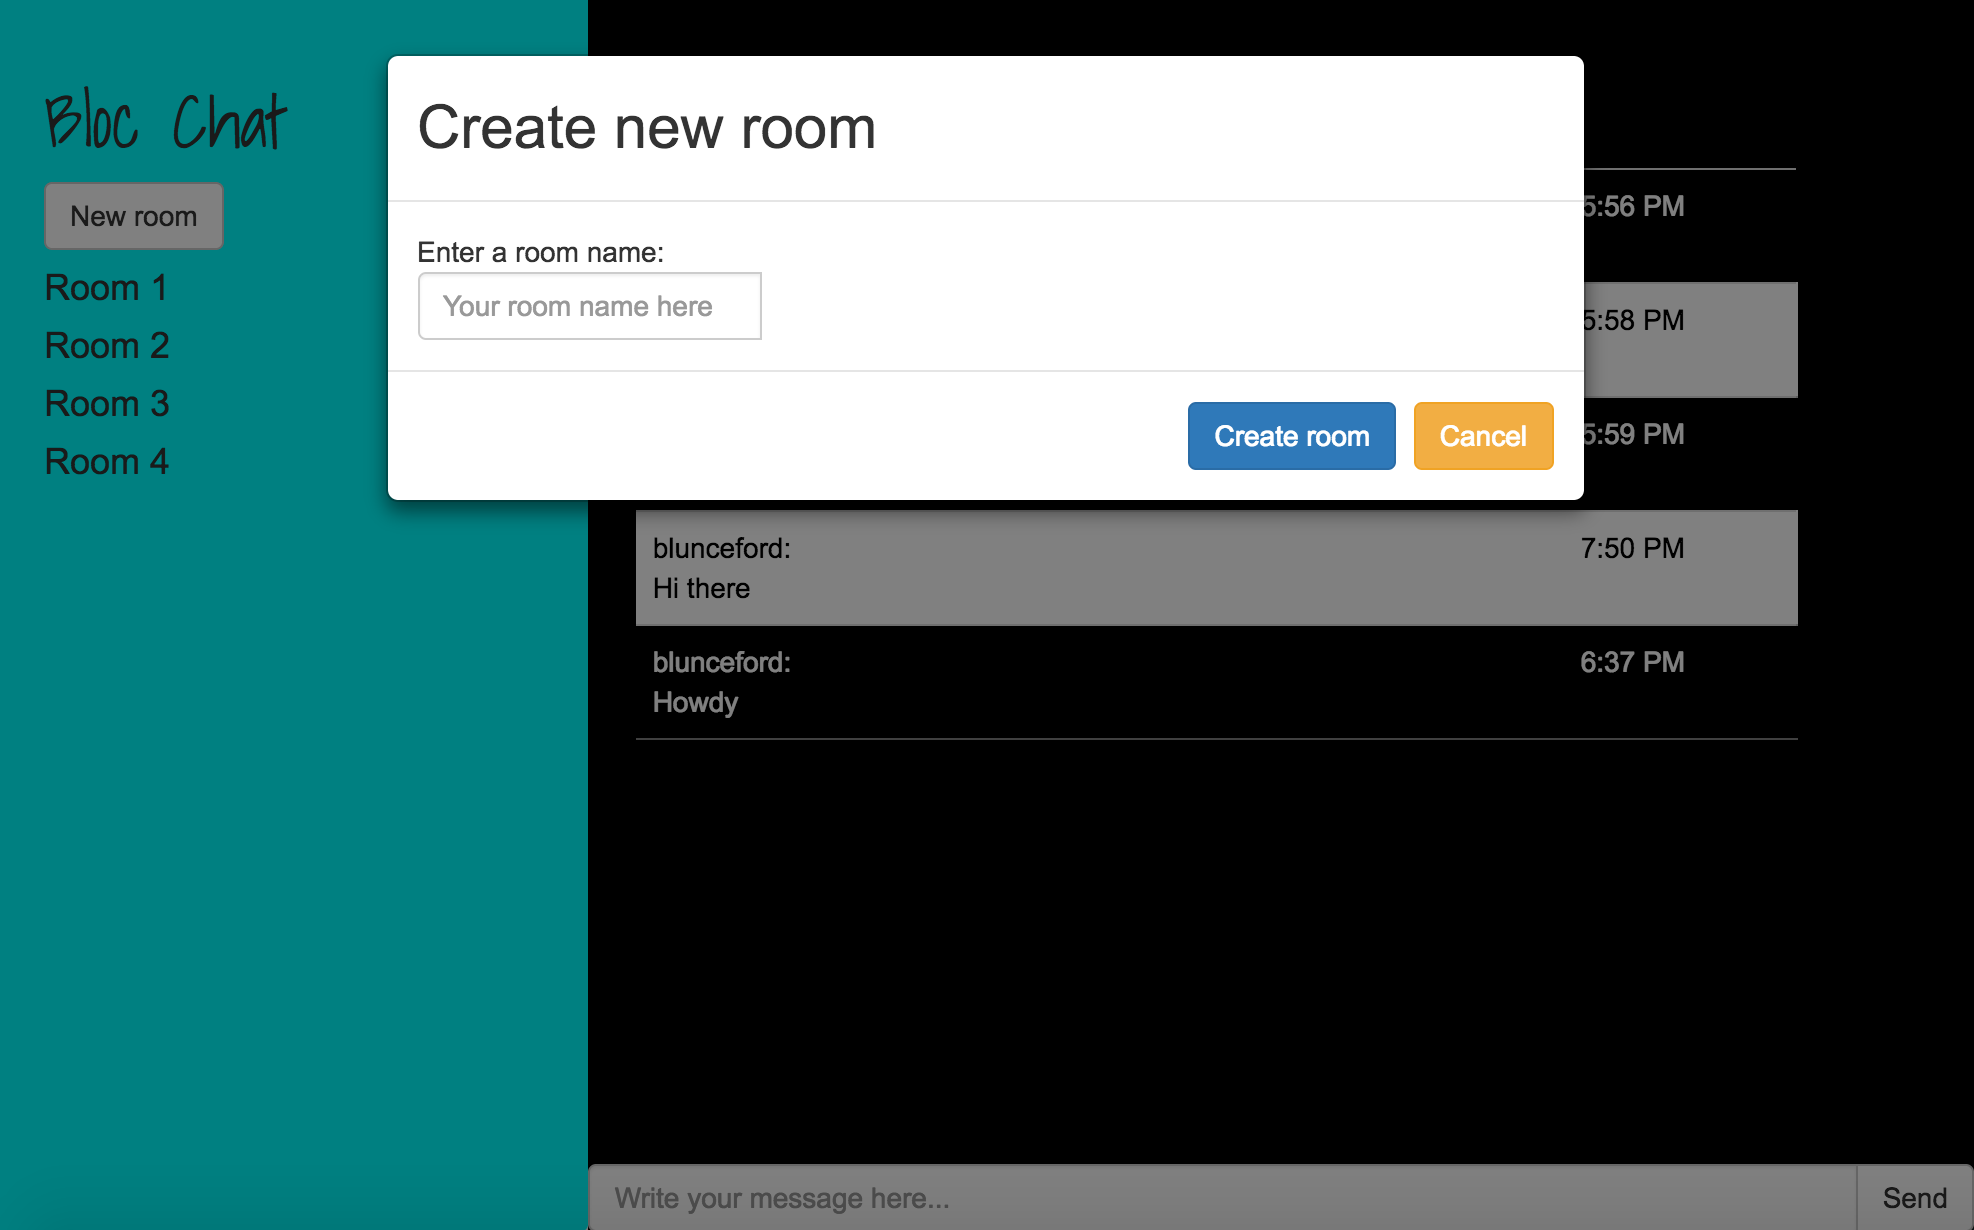 Bloc Chat
New room
Room 1
Room 2
Room 3
Room 4
Create new room
Enter a room name:
Your room name here
Create room
Cancel
5:56 PM
5:58 PM
5:59 PM
blunceford:
7:50 PM
Hi there
blunceford:
6:37 PM
Howdy
Write your message here...
Send